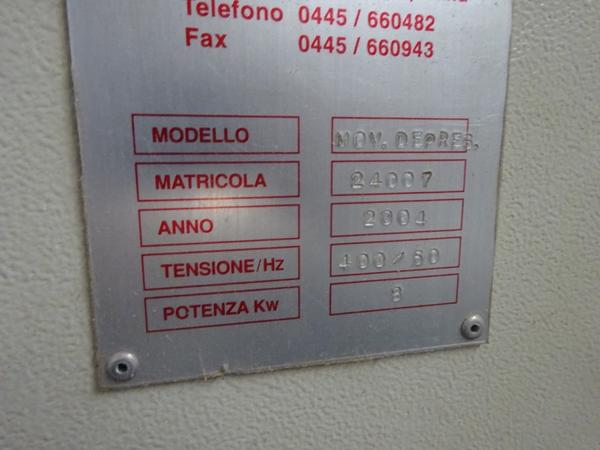 Telefono 0445 / 660482
Fax 0445 / 660943
MODELLO MOV. DEPRES.
MATRICOLA 24007
ANNO 2004
TENSIONE/Hz 400/50
POTENZA Kw 8